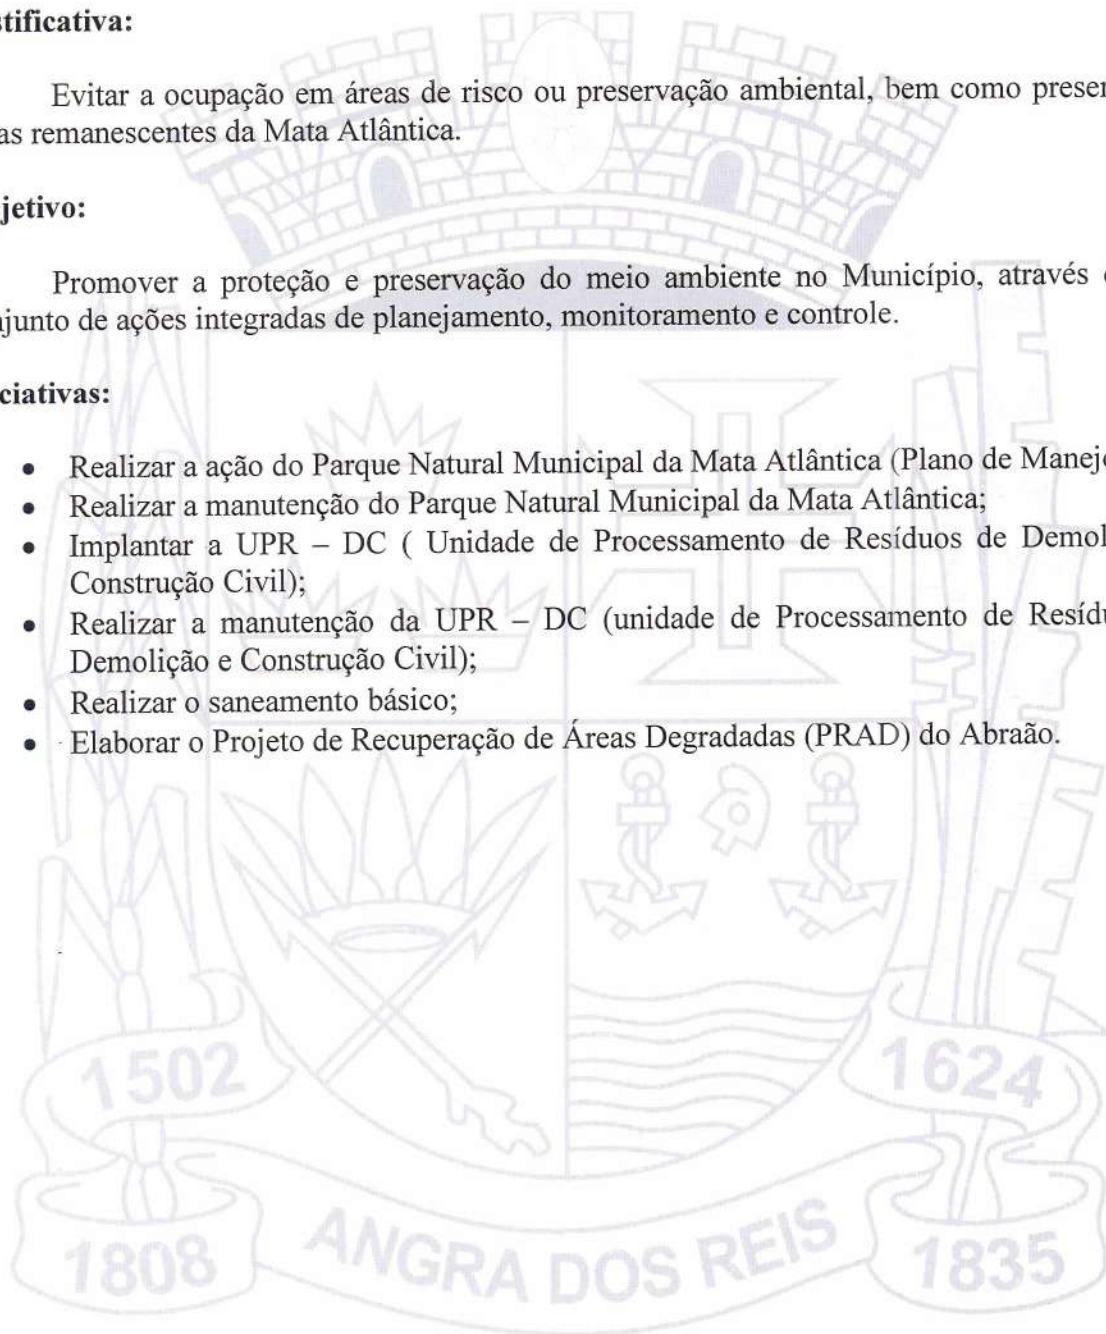 stificativa:
Evitar a ocupação em áreas de risco ou preservação ambiental, bem como preser
as remanescentes da Mata Atlântica.
jetivo:
Promover a proteção e preservação do meio ambiente no Município, através
junto de ações integradas de planejamento, monitoramento e controle.
ciativas:
• Realizar a ação do Parque Natural Municipal da Mata Atlântica (Plano de Manej
• Realizar a manutenção do Parque Natural Municipal da Mata Atlântica;
• Implantar a UPR – DC ( Unidade de Processamento de Resíduos de Demol
Construção Civil);
• Realizar a manutenção da UPR – DC (unidade de Processamento de Resídu
Demolição e Construção Civil);
• Realizar o saneamento básico;
• Elaborar o Projeto de Recuperação de Áreas Degradadas (PRAD) do Abraão.
1502
1624
1808
ANGRA DOS REIS
1835